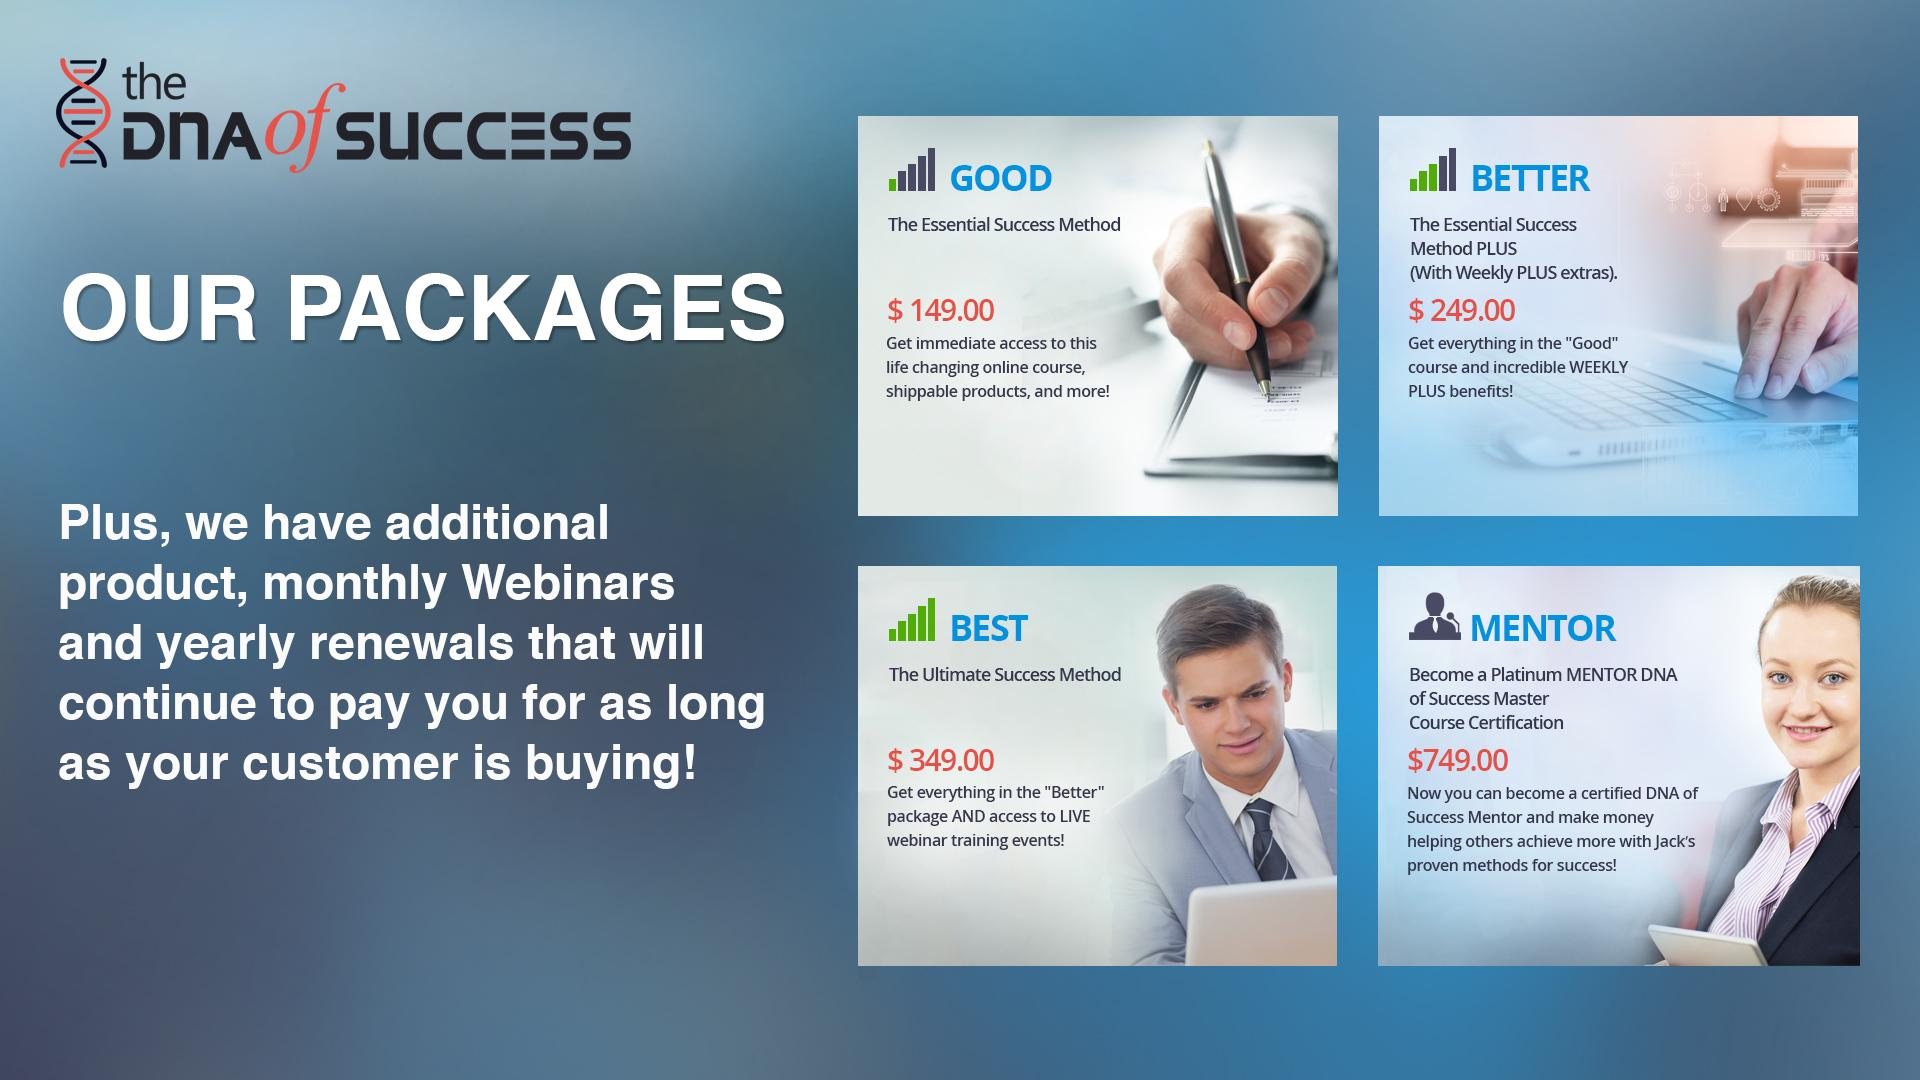 the
DNA of SUCCESS
OUR PACKAGES
Plus, we have additional
product, monthly Webinars
and yearly renewals that will
continue to pay you for as long
as your customer is buying!
GOOD
The Essential Success Method
$ 149.00
Get immediate access to this
life changing online course,
shippable products, and more!
BETTER
The Essential Success
Method PLUS
(With Weekly PLUS extras).
$ 249.00
Get everything in the "Good"
course and incredible WEEKLY
PLUS benefits!
BEST
The Ultimate Success Method
$ 349.00
Get everything in the "Better"
package AND access to LIVE
webinar training events!
MENTOR
Become a Platinum MENTOR DNA
of Success Master
Course Certification
$749.00
Now you can become a certified DNA of
Success Mentor and make money
helping others achieve more with Jack's
proven methods for success!